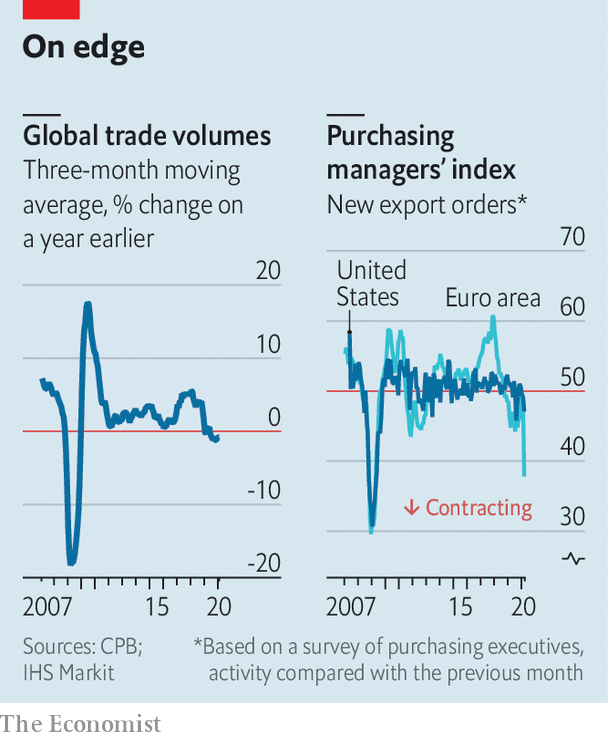 On edge
Global trade volumes
Three-month moving
average, % change on
a year earlier
20
10
0
-10
-20
2007
15
20
Purchasing
managers’ index
New export orders*
70
United
States
Euro area
60
50
40
↓ Contracting
30
2007
15
20
Sources: CPB;
IHS Markit
*Based on a survey of purchasing executives,
activity compared with the previous month
The Economist